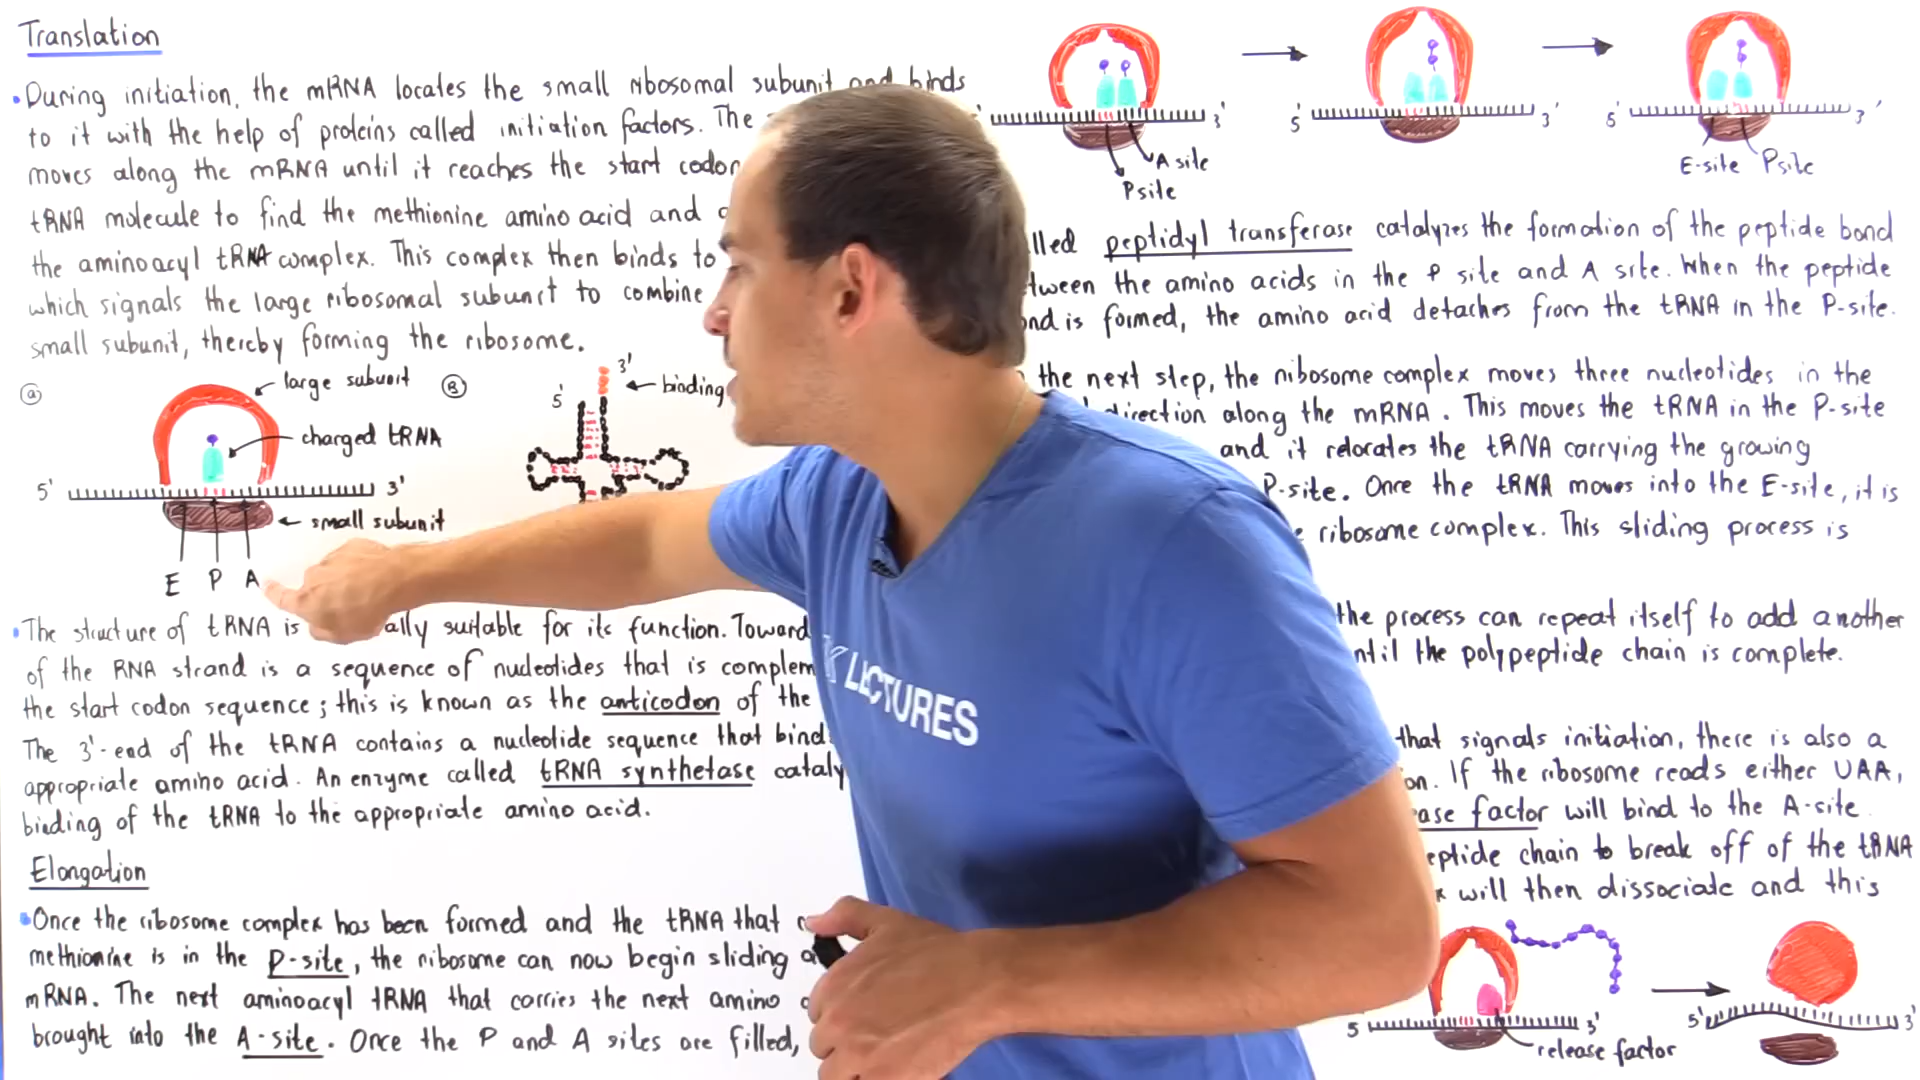 Translation
• During initiation, the mRNA locates the small ribosomal subunit and binds
to it with the help of proteins called initiation factors. The
moves along the mRNA until it reaches the start codon
tRNA molecule to find the methionine amino acid and
the aminoacyl tRNA complex. This complex then binds to
which signals the large ribosomal subunit to combine
small subunit, thereby forming the ribosome.
a
large subunit
charged tRNA
5' 3'
small subunit
E P A
B
3'
5'
binding
• The structure of tRNA is ally suitable for its function. Toward
of the RNA strand is a sequence of nucleotides that is complem
the start codon sequence; this is known as the anticodon of the
The 3'-end of the tRNA contains a nucleotide sequence that bind
appropriate amino acid. An enzyme called tRNA synthetase cataly
binding of the tRNA to the appropriate amino acid.
Elongation
• Once the ribosome complex has been formed and the tRNA that
methionine is in the P-site, the ribosome can now begin sliding
mRNA. The next aminoacyl tRNA that carries the next amino
brought into the A-site. Once the P and A sites are filled,
' 3'
A site
P site
5' 3'
5' 3'
E-site P site
lled peptidyl transferase catalyzes the formation of the peptide bond
tween the amino acids in the P site and A site. When the peptide
nd is formed, the amino acid detaches from the tRNA in the P-site.
the next step, the ribosome complex moves three nucleotides in the
direction along the mRNA. This moves the tRNA in the P-site
and it relocates the tRNA carrying the growing
P-site. Once the tRNA moves into the E-site, it is
e ribosome complex. This sliding process is
the process can repeat itself to add another
ntil the polypeptide chain is complete.
that signals initiation, there is also a
on. If the ribosome reads either UAA,
ase factor will bind to the A-site.
eptide chain to break off of the tRNA
x will then dissociate and this
5 3'
release factor
5' 3'
LECTURES